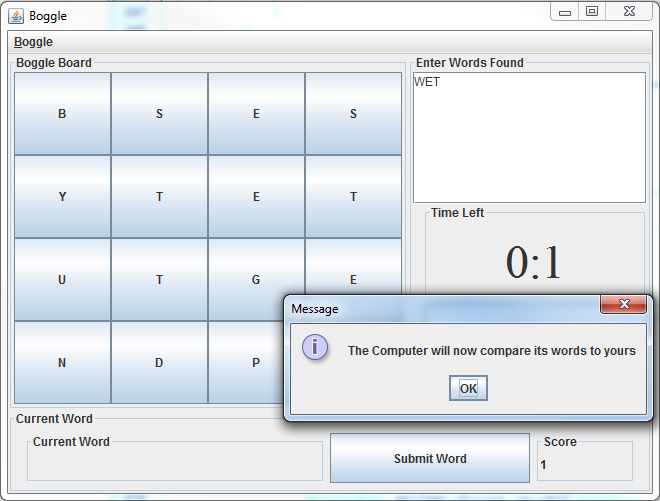 Boggle
Boggle
Boggle Board
B S E S
Y T E T
U T G E
N D P
Enter Words Found
WET
Time Left
0:1
Message
The Computer will now compare its words to yours
OK
Current Word
Current Word
Submit Word
Score
1